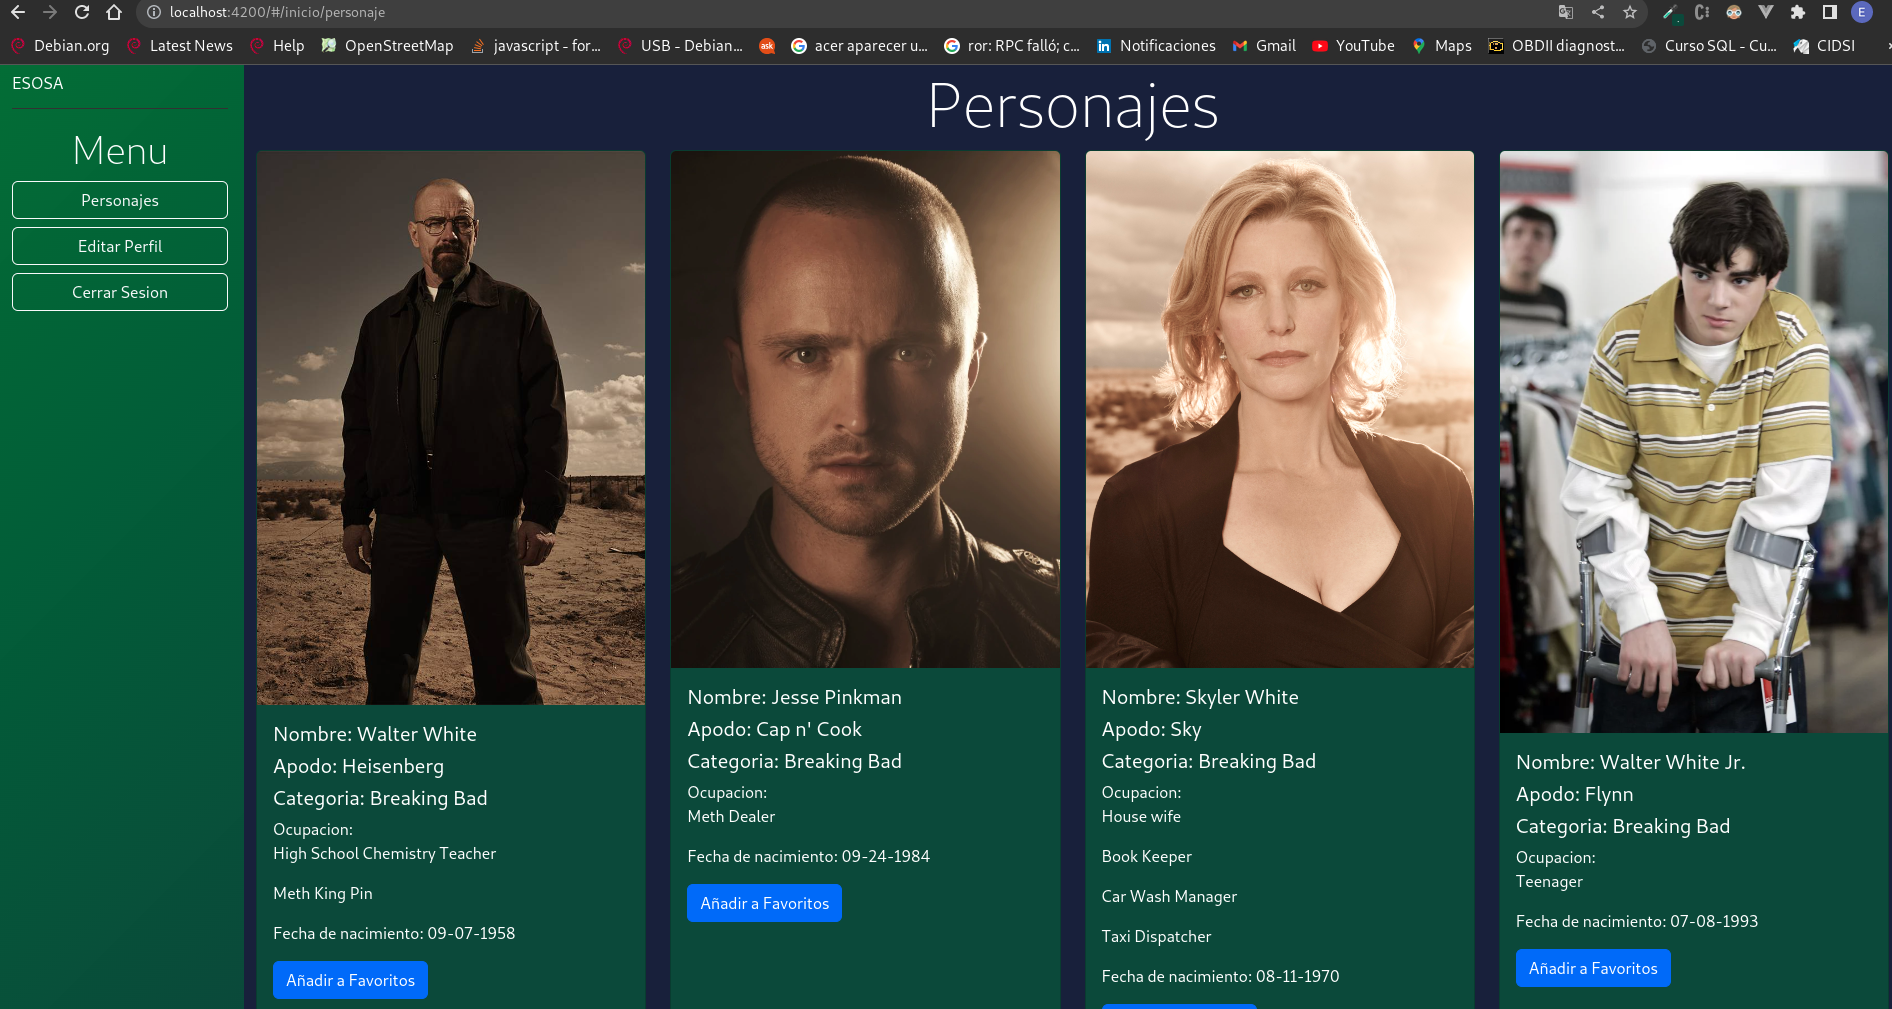 localhost:4200/#/inicio/personaje
E
Debian.org
Latest News
Help
OpenStreetMap
javascript - for...
USB - Debian...
ask
acer aparecer u...
ror: RPC falló; c...
Notificaciones
Gmail
YouTube
Maps
OBDII diagnost...
Curso SQL - Cu...
CIDSI
ESOSA
Menu
Personajes
Editar Perfil
Cerrar Sesion
Personajes
Nombre: Walter White
Apodo: Heisenberg
Categoria: Breaking Bad
Ocupacion:
High School Chemistry Teacher
Meth King Pin
Fecha de nacimiento: 09-07-1958
Añadir a Favoritos
Nombre: Jesse Pinkman
Apodo: Cap n' Cook
Categoria: Breaking Bad
Ocupacion:
Meth Dealer
Fecha de nacimiento: 09-24-1984
Añadir a Favoritos
Nombre: Skyler White
Apodo: Sky
Categoria: Breaking Bad
Ocupacion:
House wife
Book Keeper
Car Wash Manager
Taxi Dispatcher
Fecha de nacimiento: 08-11-1970
Nombre: Walter White Jr.
Apodo: Flynn
Categoria: Breaking Bad
Ocupacion:
Teenager
Fecha de nacimiento: 07-08-1993
Añadir a Favoritos